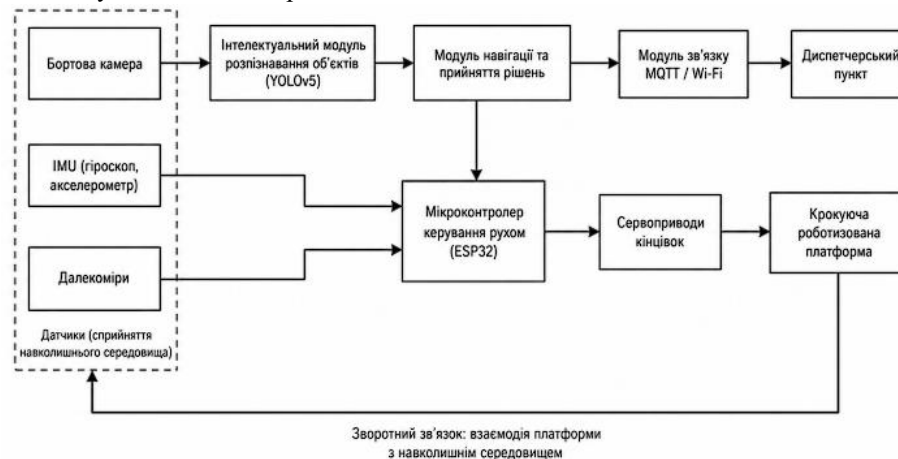 Бортова камера
Інтелектуальний модуль
розпізнавання об'єктів
(YOLOv5)
Модуль навігації та
прийняття рішень
Модуль зв'язку
MQTT / Wi-Fi
Диспетчерський
пункт
IMU (гіроскоп,
акселерометр)
Мікроконтролер
керування рухом
(ESP32)
Сервоприводи
кінцівок
Крокуюча
роботизована
платформа
Далекоміри
Датчики (сприйняття
навколишнього середовища)
Зворотний зв'язок: взаємодія платформи
з навколишнім середовищем